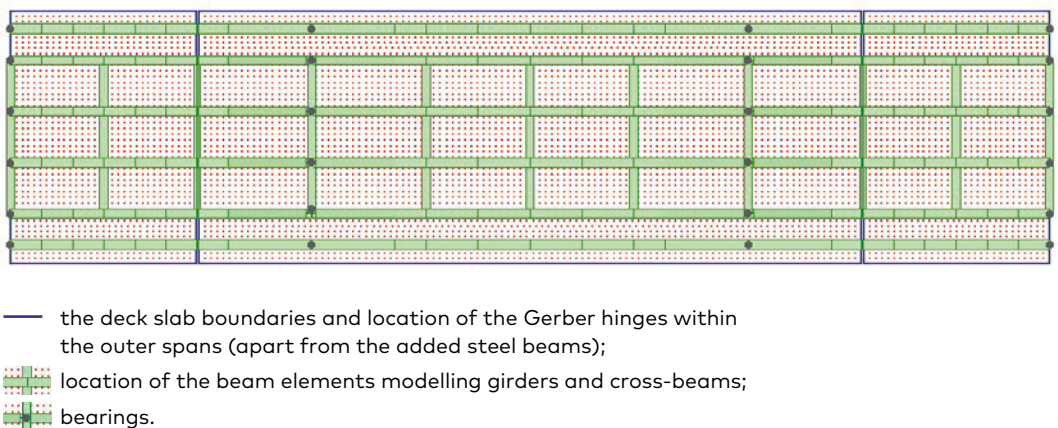 the deck slab boundaries and location of the Gerber hinges within
the outer spans (apart from the added steel beams);
location of the beam elements modelling girders and cross-beams;
bearings.